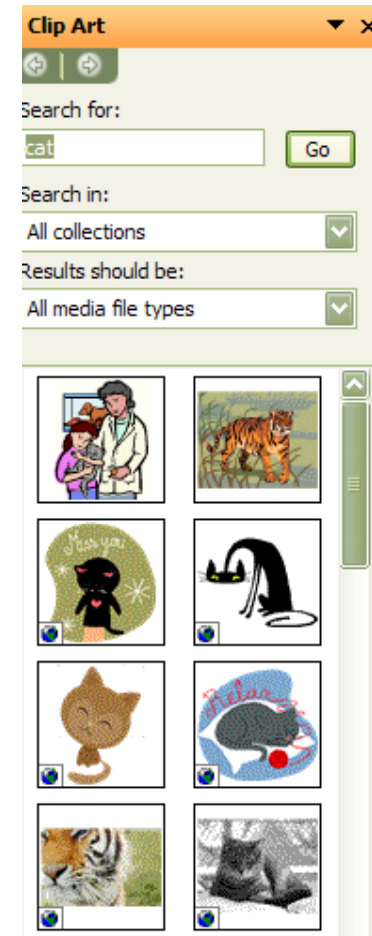 Clip Art
Search for:
cat
Go
Search in:
All collections
Results should be:
All media file types
Miss you
Relax